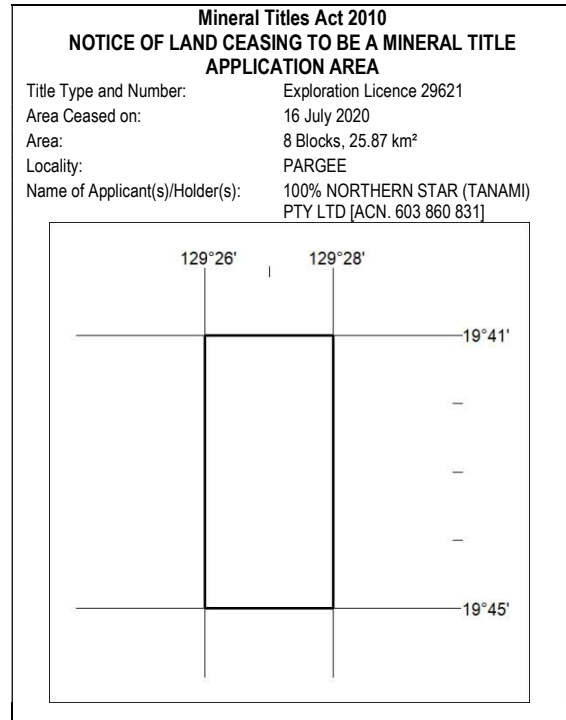 Mineral Titles Act 2010
NOTICE OF LAND CEASING TO BE A MINERAL TITLE
APPLICATION AREA
Title Type and Number: Exploration Licence 29621
Area Ceased on: 16 July 2020
Area: 8 Blocks, 25.87 km²
Locality: PARGEE
Name of Applicant(s)/Holder(s): 100% NORTHERN STAR (TANAMI)
PTY LTD [ACN. 603 860 831]
129°26' 129°28'
19°41'
19°45'